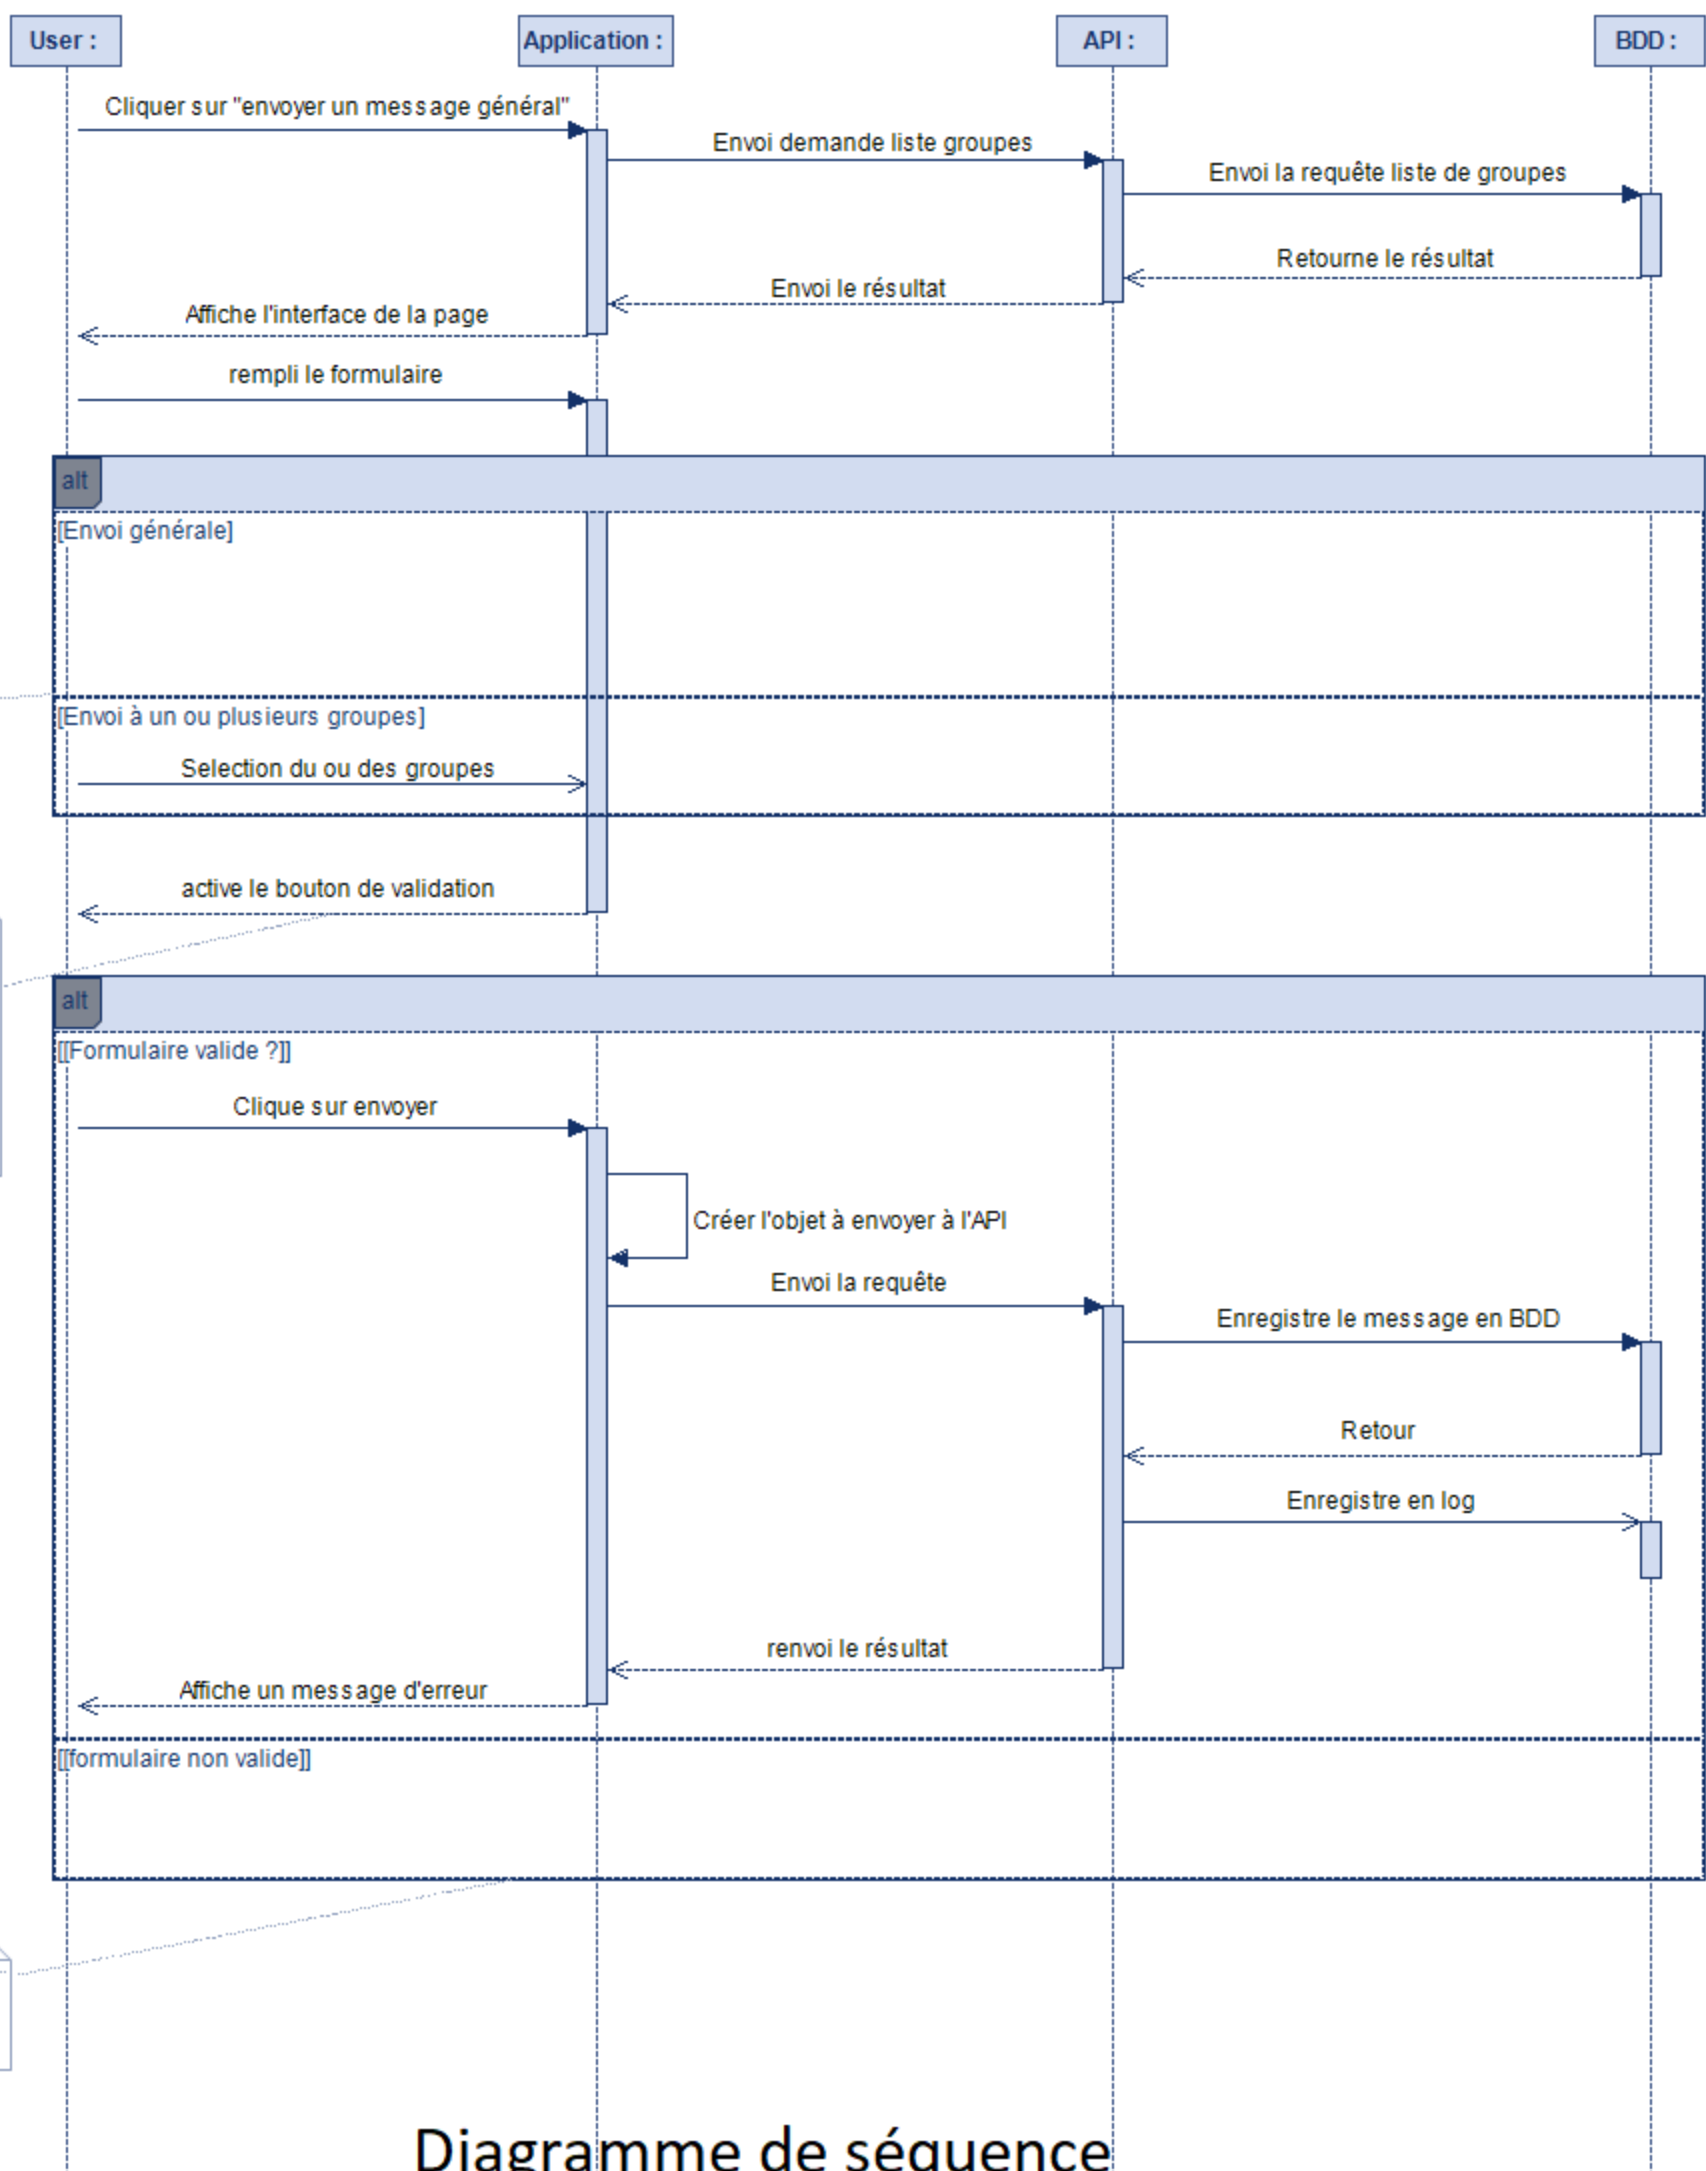 User :
Application :
API :
BDD :
Cliquer sur "envoyer un message général"
Envoi demande liste groupes
Envoi la requête liste de groupes
Retourne le résultat
Envoi le résultat
Affiche l'interface de la page
rempli le formulaire
alt
[Envoi générale]
[Envoi à un ou plusieurs groupes]
Selection du ou des groupes
active le bouton de validation
alt
[[Formulaire valide ?]]
Clique sur envoyer
Créer l'objet à envoyer à l'API
Envoi la requête
Enregistre le message en BDD
Retour
Enregistre en log
renvoi le résultat
Affiche un message d'erreur
[[formulaire non valide]]
Diagramme de séquence